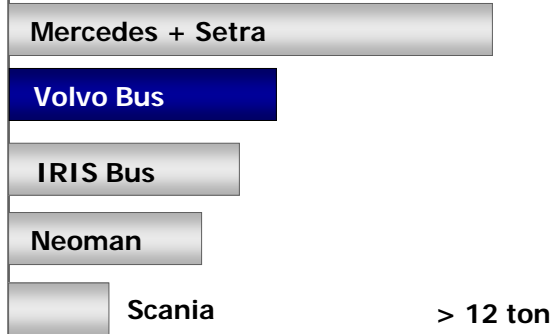 Mercedes + Setra
Volvo Bus
IRIS Bus
Neoman
Scania
> 12 ton